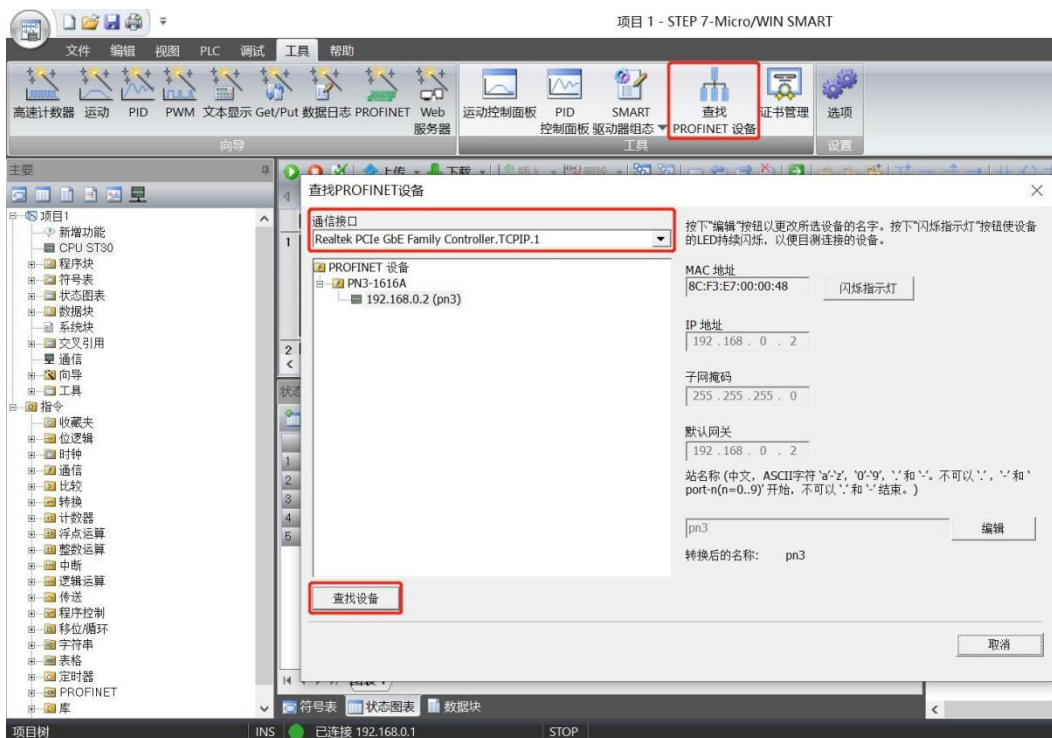 项目 1 - STEP 7-Micro/WIN SMART
文件 编辑 视图 PLC 调试 工具 帮助
高速计数器 运动 PID PWM 文本显示 Get/Put 数据日志 PROFINET Web 服务器
向导
运动控制面板 PID 控制面板 SMART 驱动器组态 查找 PROFINET 设备 证书管理
工具
选项
设置
主要
上传 下载 插入 删除
项目1
新增功能
CPU ST30
程序块
符号表
状态图表
数据块
系统块
交叉引用
通信
向导
工具
指令
收藏夹
位逻辑
时钟
通信
比较
转换
计数器
浮点运算
整数运算
中断
逻辑运算
传送
程序控制
移位/循环
字符串
表格
定时器
PROFINET
库
1
2
状态
1
2
3
4
5
查找PROFINET设备
通信接口
Realtek PCIe GbE Family Controller.TCPIP.1
PROFINET 设备
PN3-1616A
192.168.0.2 (pn3)
查找设备
按下"编辑"按钮以更改所选设备的名字。按下"闪烁指示灯"按钮使设备
的LED持续闪烁，以便目测连接的设备。
MAC 地址
8C:F3:E7:00:00:48 闪烁指示灯
IP 地址
192 . 168 . 0 . 2
子网掩码
255 . 255 . 255 . 0
默认网关
192 . 168 . 0 . 2
站名称 (中文，ASCII字符 'a'-'z'，'0'-'9'，'.' 和 '-'。不可以 '.'，'-' 和 '
port-n(n=0..9)' 开始，不可以 '.' 和 '-' 结束。)
pn3 编辑
转换后的名称: pn3
取消
符号表 状态图表 数据块
项目树 INS 已连接 192.168.0.1 STOP